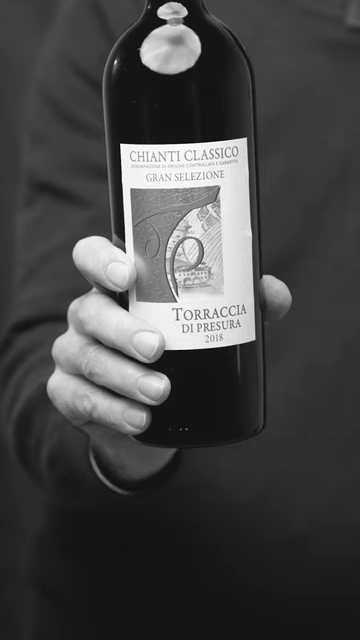 CHIANTI CLASSICO
DENOMINAZIONE DI ORIGINE CONTROLLATA E GARANTITA
GRAN SELEZIONE
TORRACCIA
DI PRESURA
2018